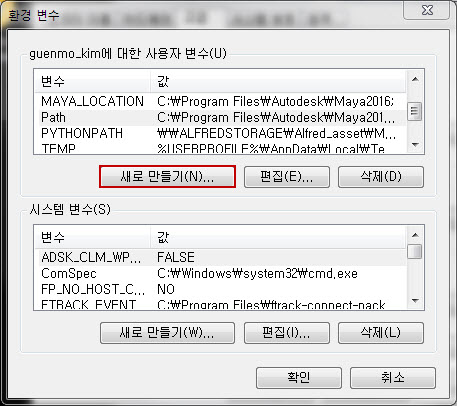 환경 변수
guenmo_kim에 대한 사용자 변수(U)
변수 값
MAYA_LOCATION C:₩Program Files₩Autodesk₩Maya2016;
Path C:₩Program Files₩Autodesk₩Maya201,,,
PYTHONPATH ₩₩ALFREDSTORAGE₩Alfred_asset₩M,,,
TEMP %USERPROFILE%₩AppData₩Local₩Te,,,
새로 만들기(N)... 편집(E)... 삭제(D)
시스템 변수(S)
변수 값
ADSK_CLM_WP,,, FALSE
ComSpec C:₩Windows₩system32₩cmd,exe
FP_NO_HOST_C,,, NO
FTRACK_EVENT C:₩Program Files₩ftrack-connect-pack
새로 만들기(W)... 편집(I)... 삭제(L)
확인 취소